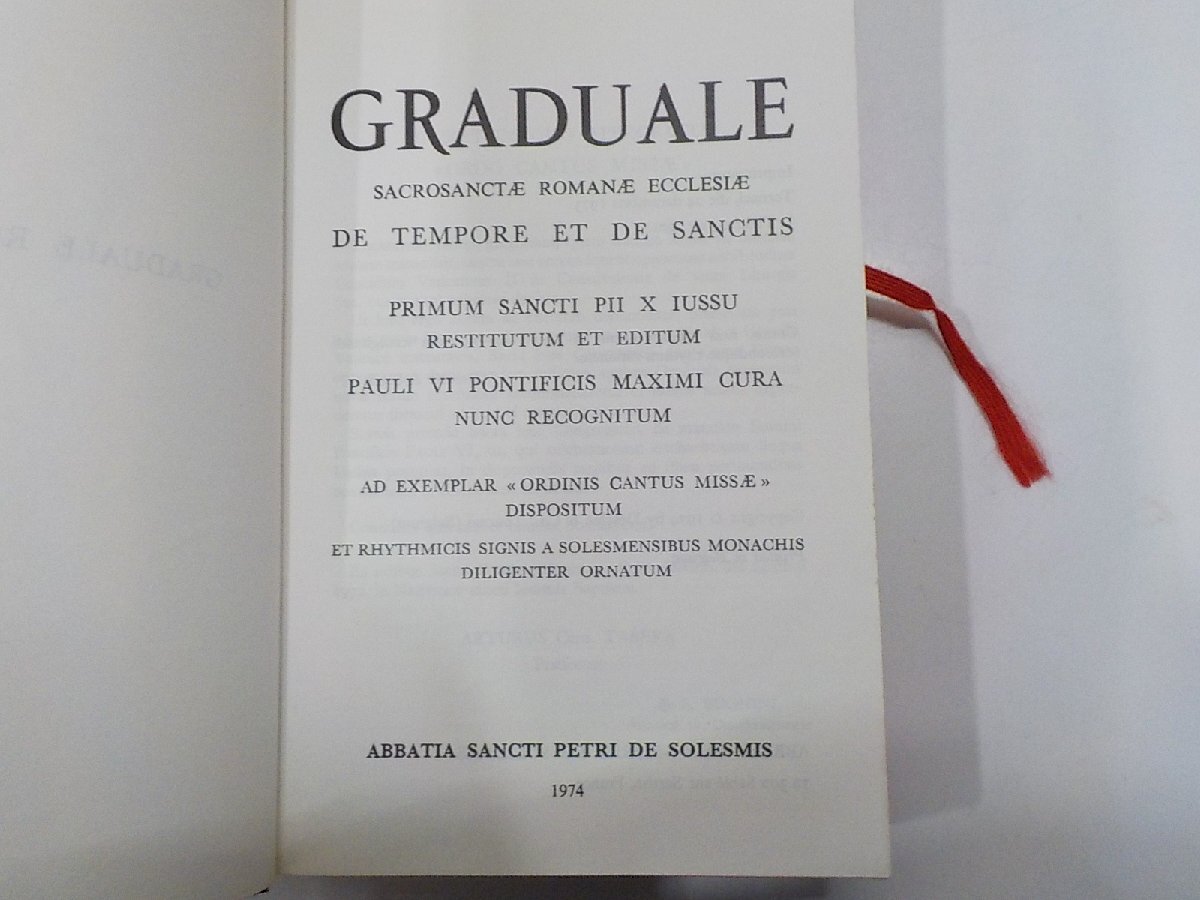 GRADUALE
SACROSANCTÆ ROMANÆ ECCLESIÆ
DE TEMPORE ET DE SANCTIS
PRIMUM SANCTI PII X IUSSU
RESTITUTUM ET EDITUM
PAULI VI PONTIFICIS MAXIMI CURA
NUNC RECOGNITUM
AD EXEMPLAR « ORDINIS CANTUS MISSÆ »
DISPOSITUM
ET RHYTHMICIS SIGNIS A SOLESMENSIBUS MONACHIS
DILIGENTER ORNATUM
ABBATIA SANCTI PETRI DE SOLESMIS
1974